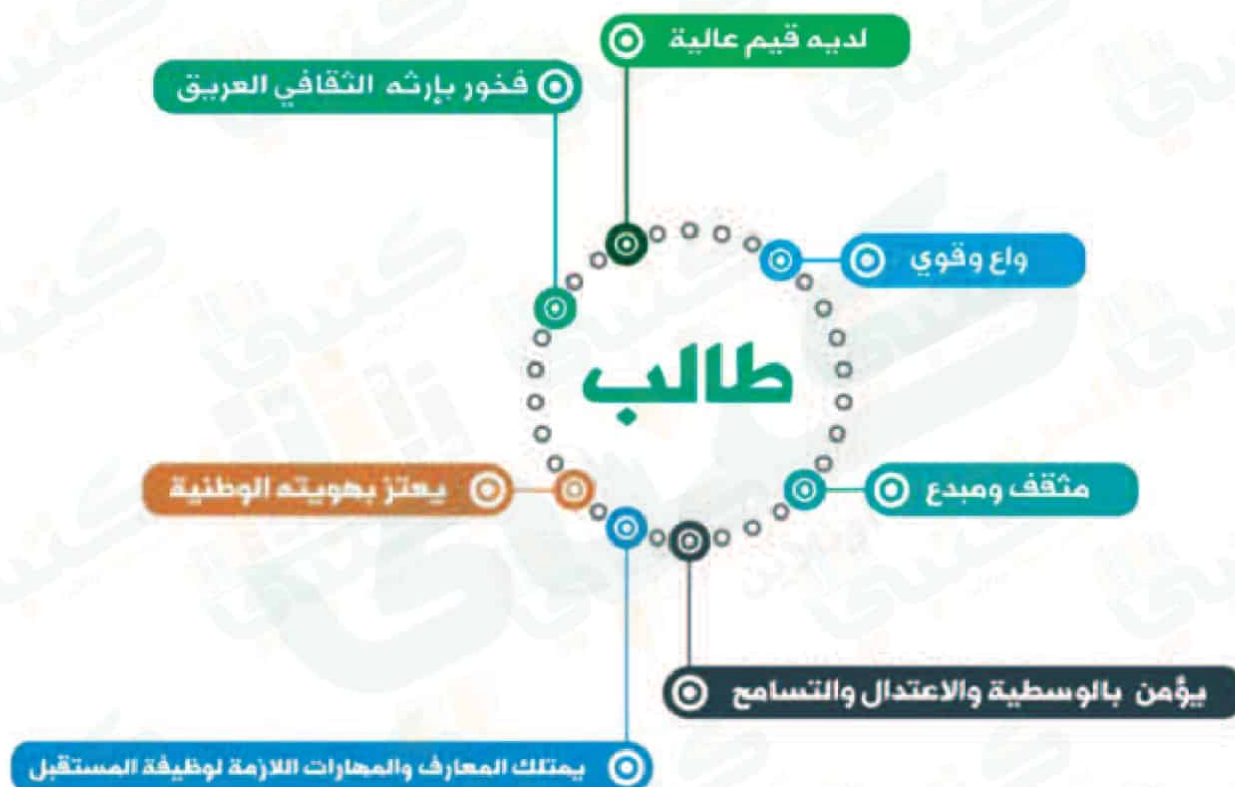 لديه قيم عالية
فخور بإرثه الثقافي العريق
واع وقوي
طالب
يعتز بهويته الوطنية
مثقف ومبدع
يؤمن بالوسطية والاعتدال والتسامح
يمتلك المعارف والمهارات اللازمة لوظيفة المستقبل